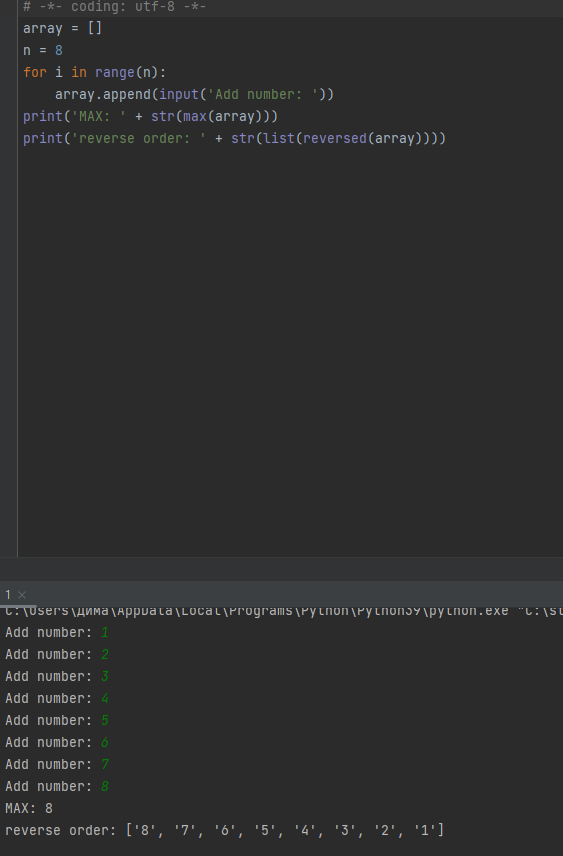 # -*- coding: utf-8 -*-
array = []
n = 8
for i in range(n):
    array.append(input('Add number: '))
print('MAX: ' + str(max(array)))
print('reverse order: ' + str(list(reversed(array))))
1 ×
C:\Users\Дима\AppData\Local\Programs\Python\Python39\python.exe "C:\st
Add number: 1
Add number: 2
Add number: 3
Add number: 4
Add number: 5
Add number: 6
Add number: 7
Add number: 8
MAX: 8
reverse order: ['8', '7', '6', '5', '4', '3', '2', '1']